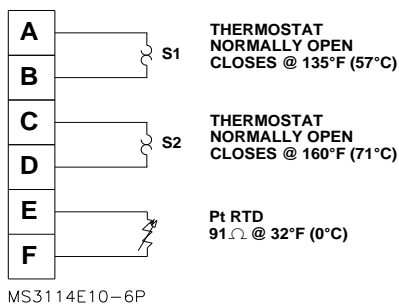 A
B
C
D
E
F
S1
THERMOSTAT
NORMALLY OPEN
CLOSES @ 135°F (57°C)
S2
THERMOSTAT
NORMALLY OPEN
CLOSES @ 160°F (71°C)
Pt RTD
91Ω @ 32°F (0°C)
MS3114E10-6P